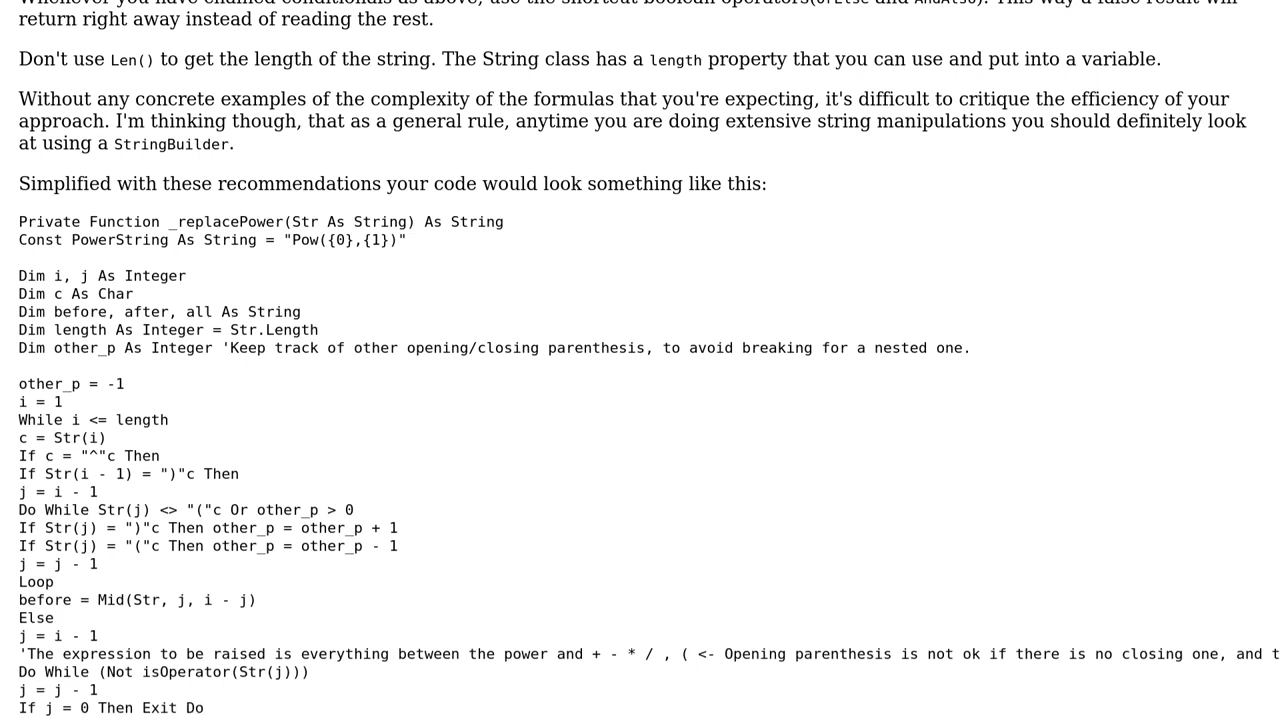 return right away instead of reading the rest.
Don't use Len() to get the length of the string. The String class has a length property that you can use and put into a variable.
Without any concrete examples of the complexity of the formulas that you're expecting, it's difficult to critique the efficiency of your
approach. I'm thinking though, that as a general rule, anytime you are doing extensive string manipulations you should definitely look
at using a StringBuilder.
Simplified with these recommendations your code would look something like this:
Private Function _replacePower(Str As String) As String
Const PowerString As String = "Pow({0},{1})"
Dim i, j As Integer
Dim c As Char
Dim before, after, all As String
Dim length As Integer = Str.Length
Dim other_p As Integer 'Keep track of other opening/closing parenthesis, to avoid breaking for a nested one.
other_p = -1
i = 1
While i <= length
c = Str(i)
If c = "^"c Then
If Str(i - 1) = ")"c Then
j = i - 1
Do While Str(j) <> "("c Or other_p > 0
If Str(j) = ")"c Then other_p = other_p + 1
If Str(j) = "("c Then other_p = other_p - 1
j = j - 1
Loop
before = Mid(Str, j, i - j)
Else
j = i - 1
'The expression to be raised is everything between the power and + - * / , ( <- Opening parenthesis is not ok if there is no closing one, and
Do While (Not isOperator(Str(j)))
j = j - 1
If j = 0 Then Exit Do